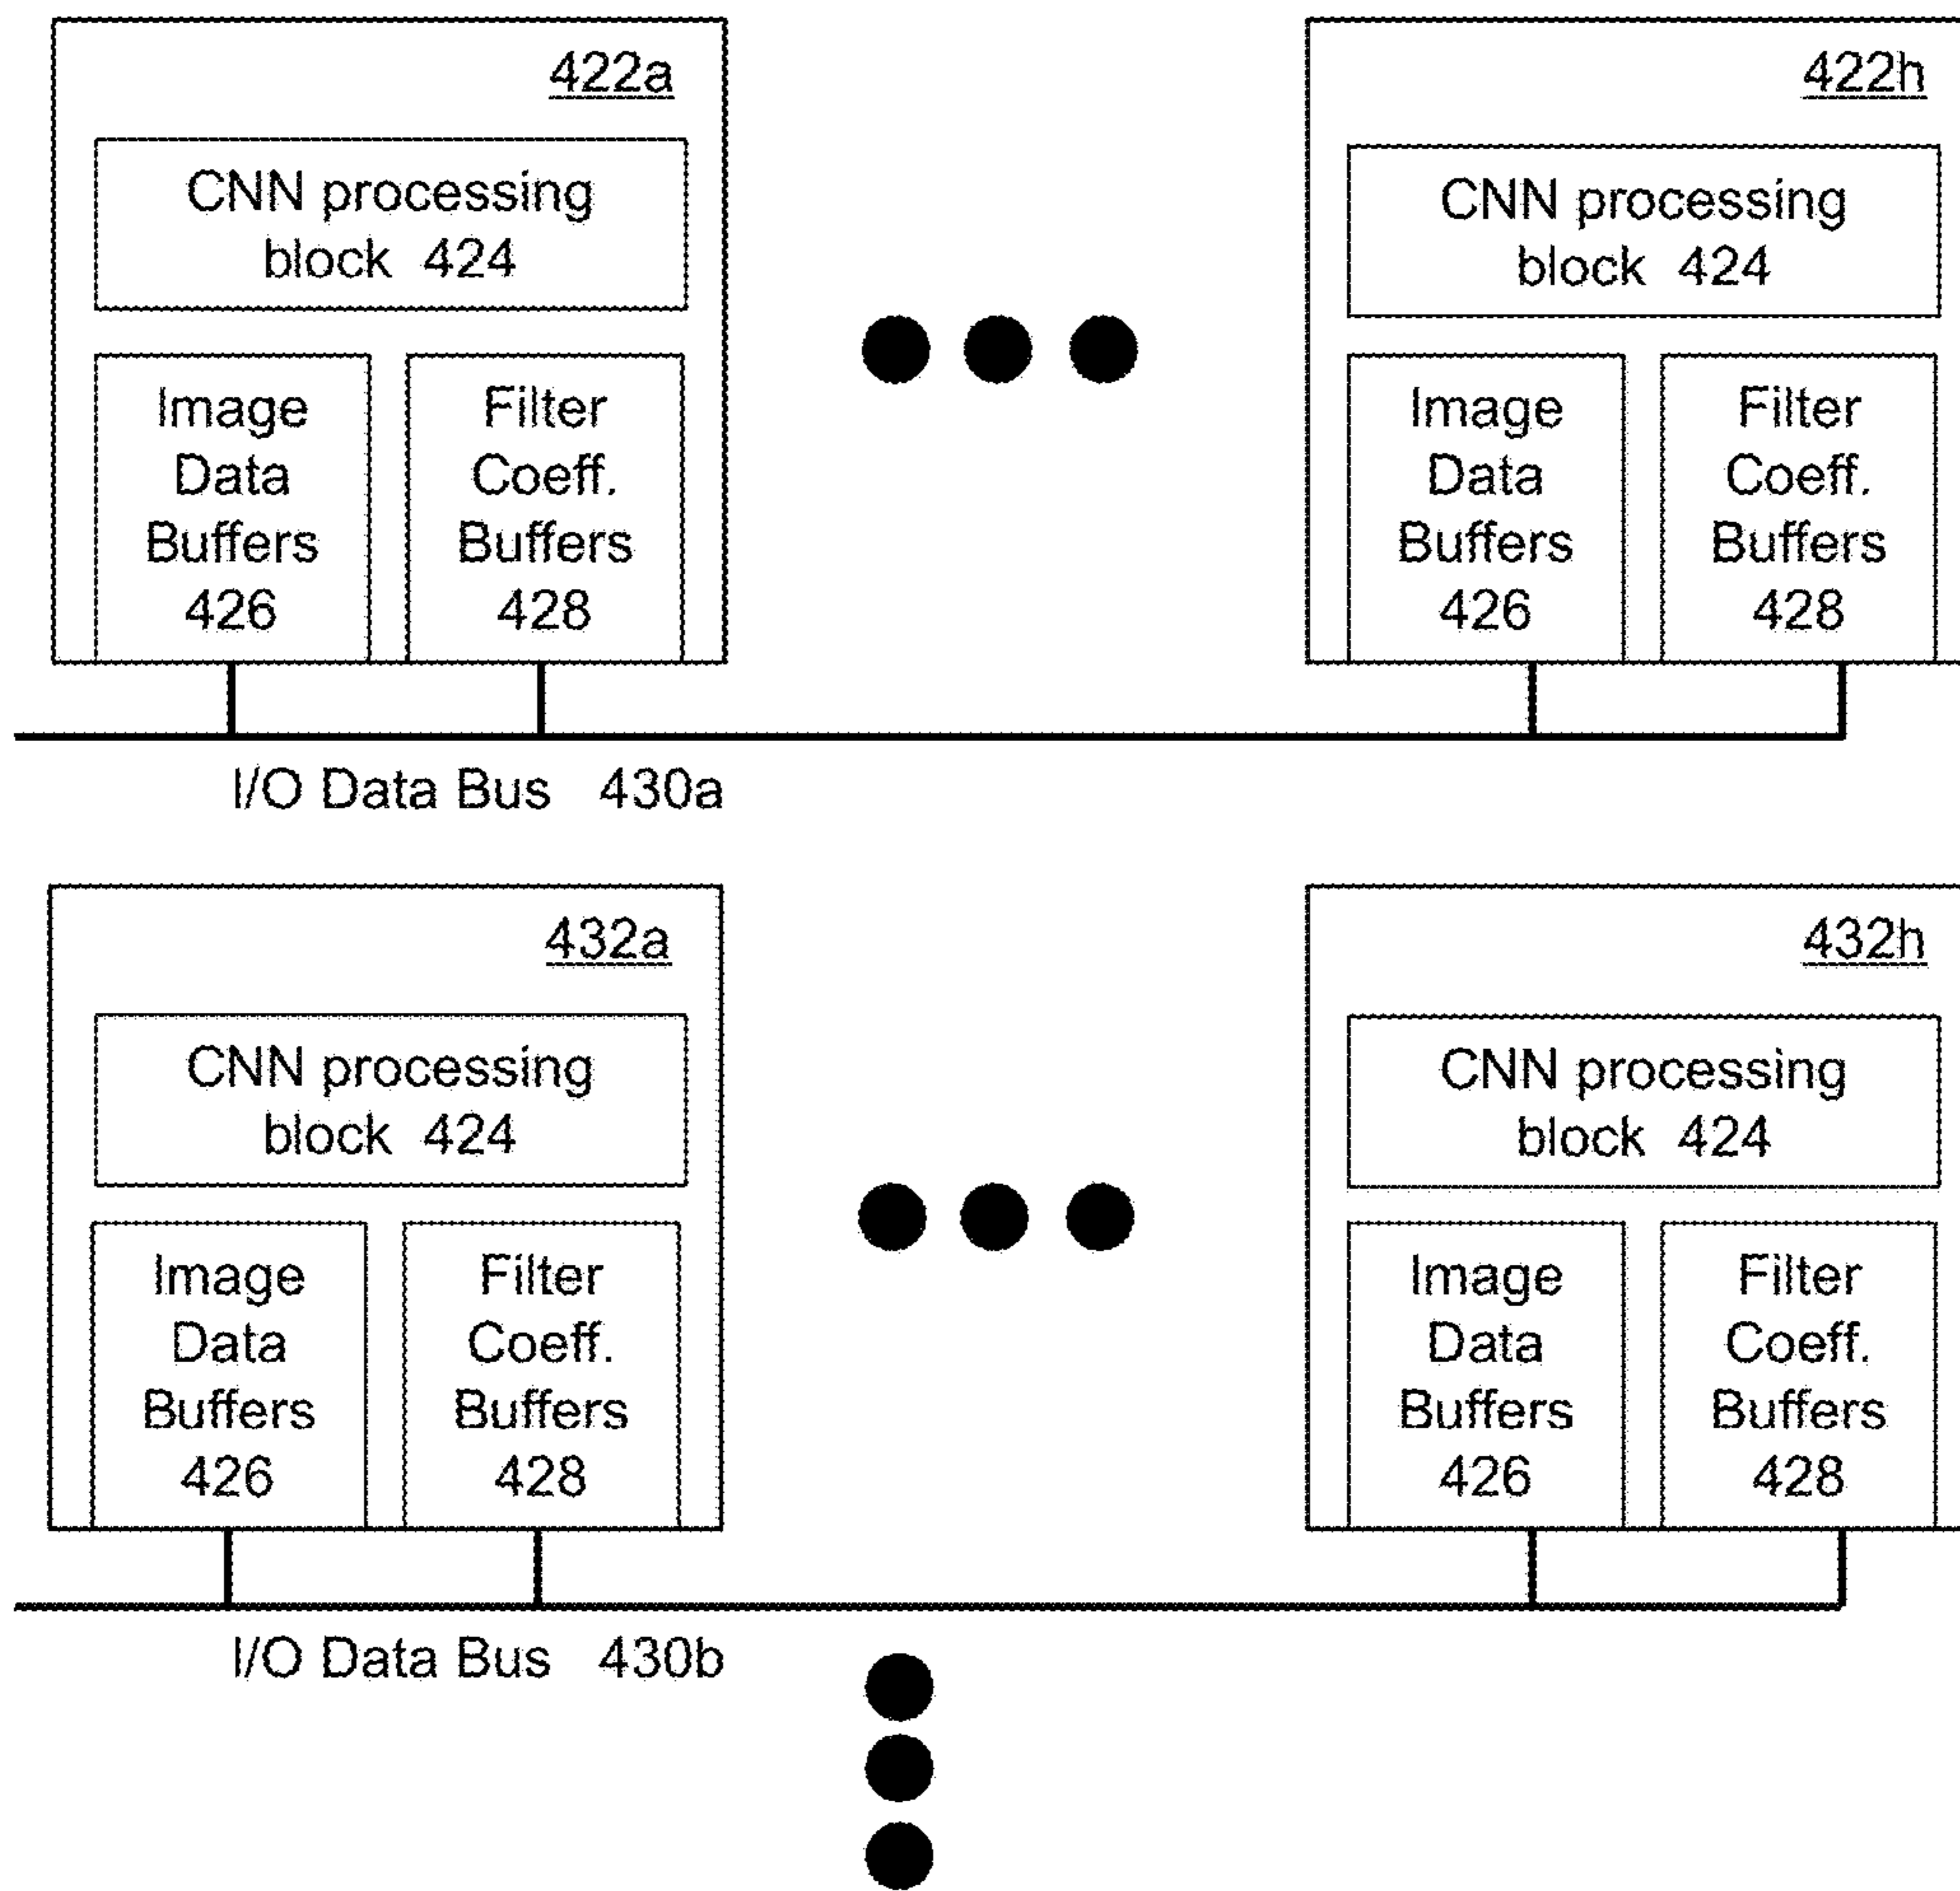 422a
CNN processing
block 424
Image
Data
Buffers
426
Filter
Coeff.
Buffers
428
422h
CNN processing
block 424
Image
Data
Buffers
426
Filter
Coeff.
Buffers
428
I/O Data Bus 430a
432a
CNN processing
block 424
Image
Data
Buffers
426
Filter
Coeff.
Buffers
428
432h
CNN processing
block 424
Image
Data
Buffers
426
Filter
Coeff.
Buffers
428
I/O Data Bus 430b